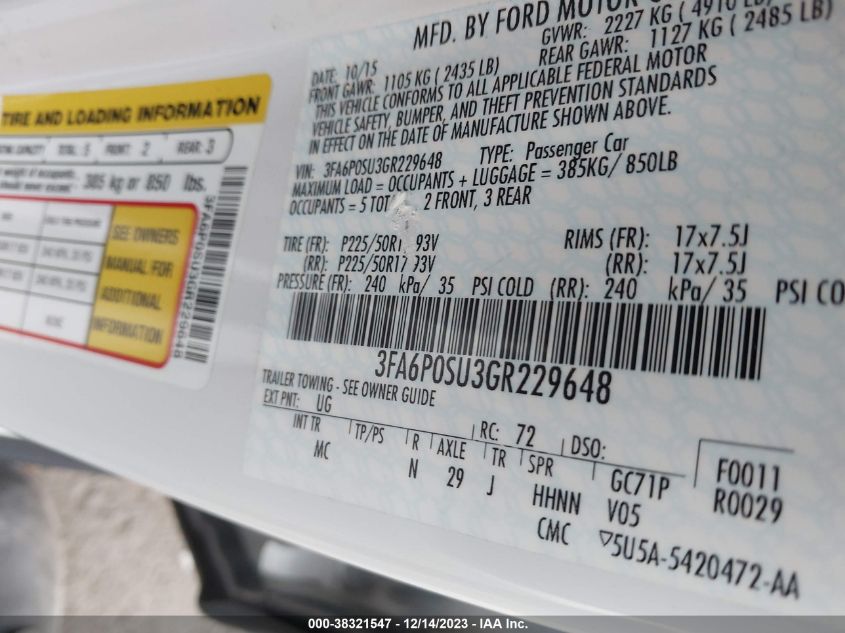 TIRE AND LOADING INFORMATION
TOTAL: 5 FRONT: 2 REAR: 3
385 kg or 850 lbs.
SEE OWNERS
MANUAL FOR
ADDITIONAL
INFORMATION
NONE
3FA6P0SU3GR229648
MFD. BY FORD MOTOR
GVWR: 2227 KG ( 4910 LB)
DATE: 10/15
REAR GAWR: 1127 KG ( 2485 LB)
FRONT GAWR: 1105 KG ( 2435 LB)
THIS VEHICLE CONFORMS TO ALL APPLICABLE FEDERAL MOTOR
VEHICLE SAFETY, BUMPER, AND THEFT PREVENTION STANDARDS
IN EFFECT ON THE DATE OF MANUFACTURE SHOWN ABOVE.
VIN: 3FA6P0SU3GR229648 TYPE: Passenger Car
MAXIMUM LOAD = OCCUPANTS + LUGGAGE = 385KG/ 850LB
OCCUPANTS = 5 TOT 2 FRONT, 3 REAR
TIRE (FR): P225/50R1 93V RIMS (FR): 17x7.5J
(RR): P225/50R17 93V (RR): 17x7.5J
PRESSURE (FR): 240 kPa/ 35 PSI COLD (RR): 240 kPa/ 35 PSI CO
3FA6P0SU3GR229648
TRAILER TOWING - SEE OWNER GUIDE
EXT PNT: UG RC: 72 DSO:
INT TR TP/PS R AXLE TR SPR GC71P F0011
MC N 29 J HHNN V05 R0029
CMC ▽5U5A-5420472-AA
000-38321547 - 12/14/2023 - IAA Inc.